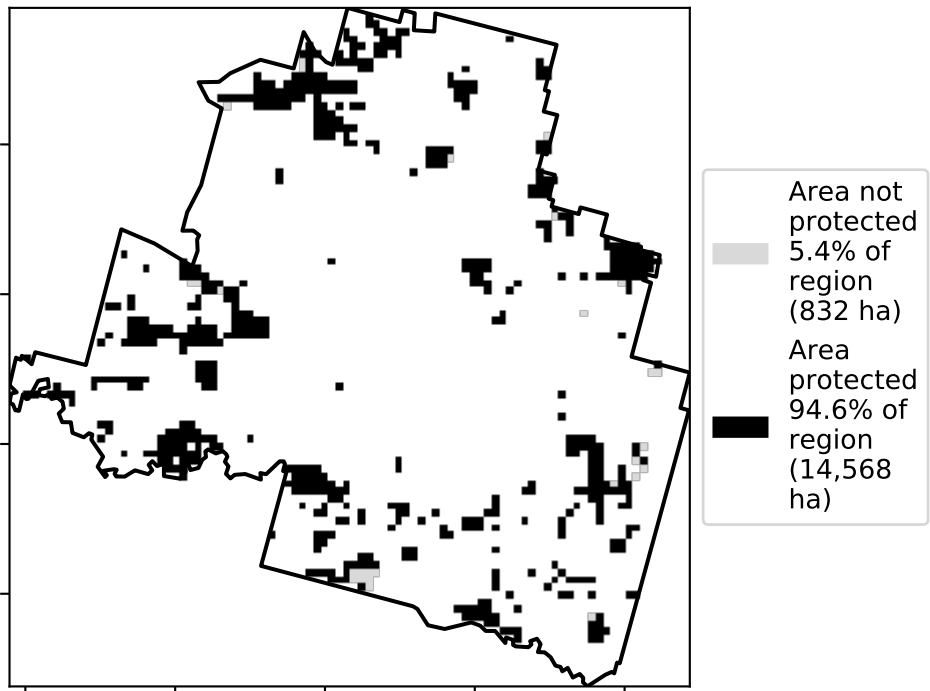 Area not
protected
5.4% of
region
(832 ha)
Area
protected
94.6% of
region
(14,568
ha)